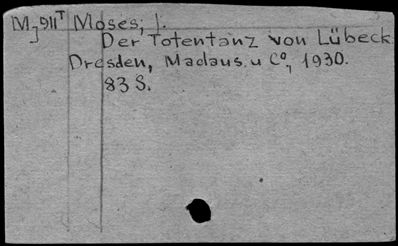 M j 911 T Moses, J.
Der Totentanz von Lübeck
Dresden, Madaus u Co, 1930.
83 S.